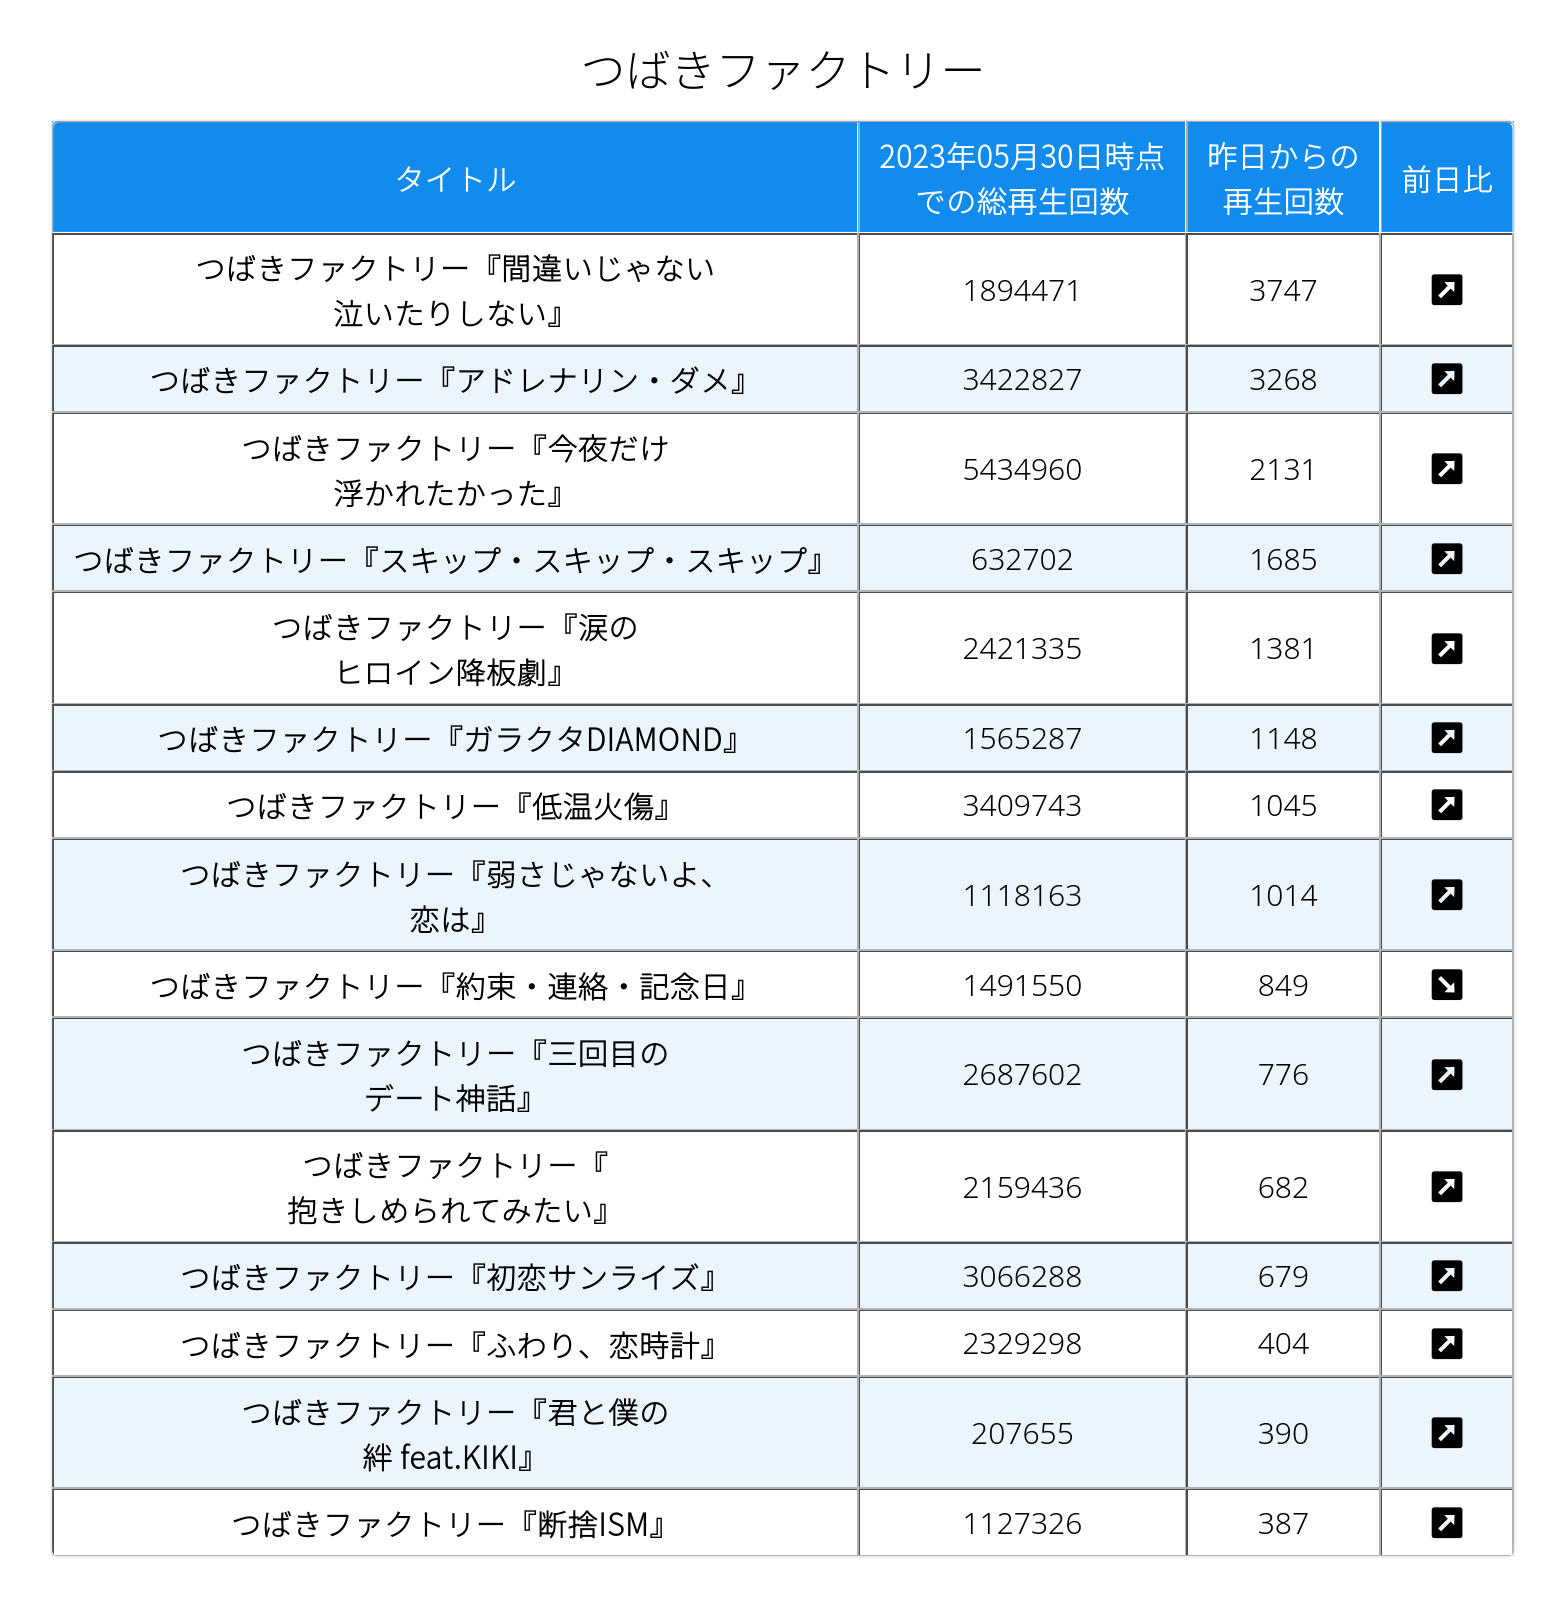 つばきファクトリー
タイトル
2023年05月30日時点
での総再生回数
昨日からの
再生回数
前日比
つばきファクトリー『間違いじゃない
泣いたりしない』
1894471
3747
つばきファクトリー『アドレナリン・ダメ』
3422827
3268
つばきファクトリー『今夜だけ
浮かれたかった』
5434960
2131
つばきファクトリー『スキップ・スキップ・スキップ』
632702
1685
つばきファクトリー『涙の
ヒロイン降板劇』
2421335
1381
つばきファクトリー『ガラクタDIAMOND』
1565287
1148
つばきファクトリー『低温火傷』
3409743
1045
つばきファクトリー『弱さじゃないよ、
恋は』
1118163
1014
つばきファクトリー『約束・連絡・記念日』
1491550
849
つばきファクトリー『三回目の
デート神話』
2687602
776
つばきファクトリー『
抱きしめられてみたい』
2159436
682
つばきファクトリー『初恋サンライズ』
3066288
679
つばきファクトリー『ふわり、恋時計』
2329298
404
つばきファクトリー『君と僕の
絆 feat.KIKI』
207655
390
つばきファクトリー『断捨ISM』
1127326
387